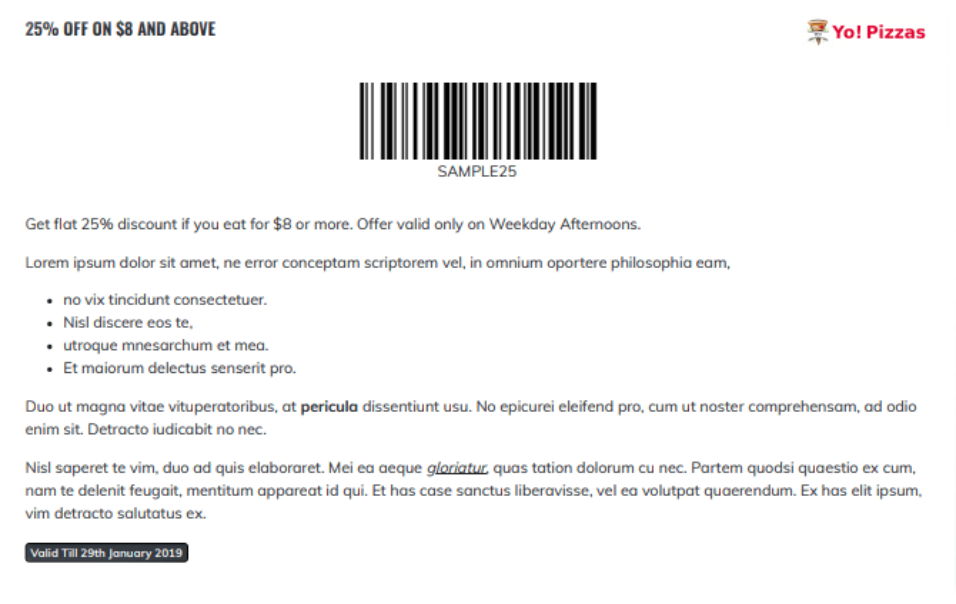 25% OFF ON $8 AND ABOVE
Yo! Pizzas
SAMPLE25
Get flat 25% discount if you eat for $8 or more. Offer valid only on Weekday Afternoons.
Lorem ipsum dolor sit amet, ne error conceptam scriptorem vel, in omnium oportere philosophia eam,
• no vix tincidunt consectetuer.
• Nisl discere eos te,
• utroque mnesarchum et mea.
• Et maiorum delectus senserit pro.
Duo ut magna vitae vituperatoribus, at pericula dissentiunt usu. No epicurei eleifend pro, cum ut noster comprehensam, ad odio
enim sit. Detracto iudicabit no nec.
Nisl saperet te vim, duo ad quis elaboraret. Mei ea aeque gloriatur, quas tation dolorum cu nec. Partem quodsi quaestio ex cum,
nam te delenit feugait, mentitum appareat id qui. Et has case sanctus liberavisse, vel ea volutpat quaerendum. Ex has elit ipsum,
vim detracto salutatus ex.
Valid Till 29th January 2019